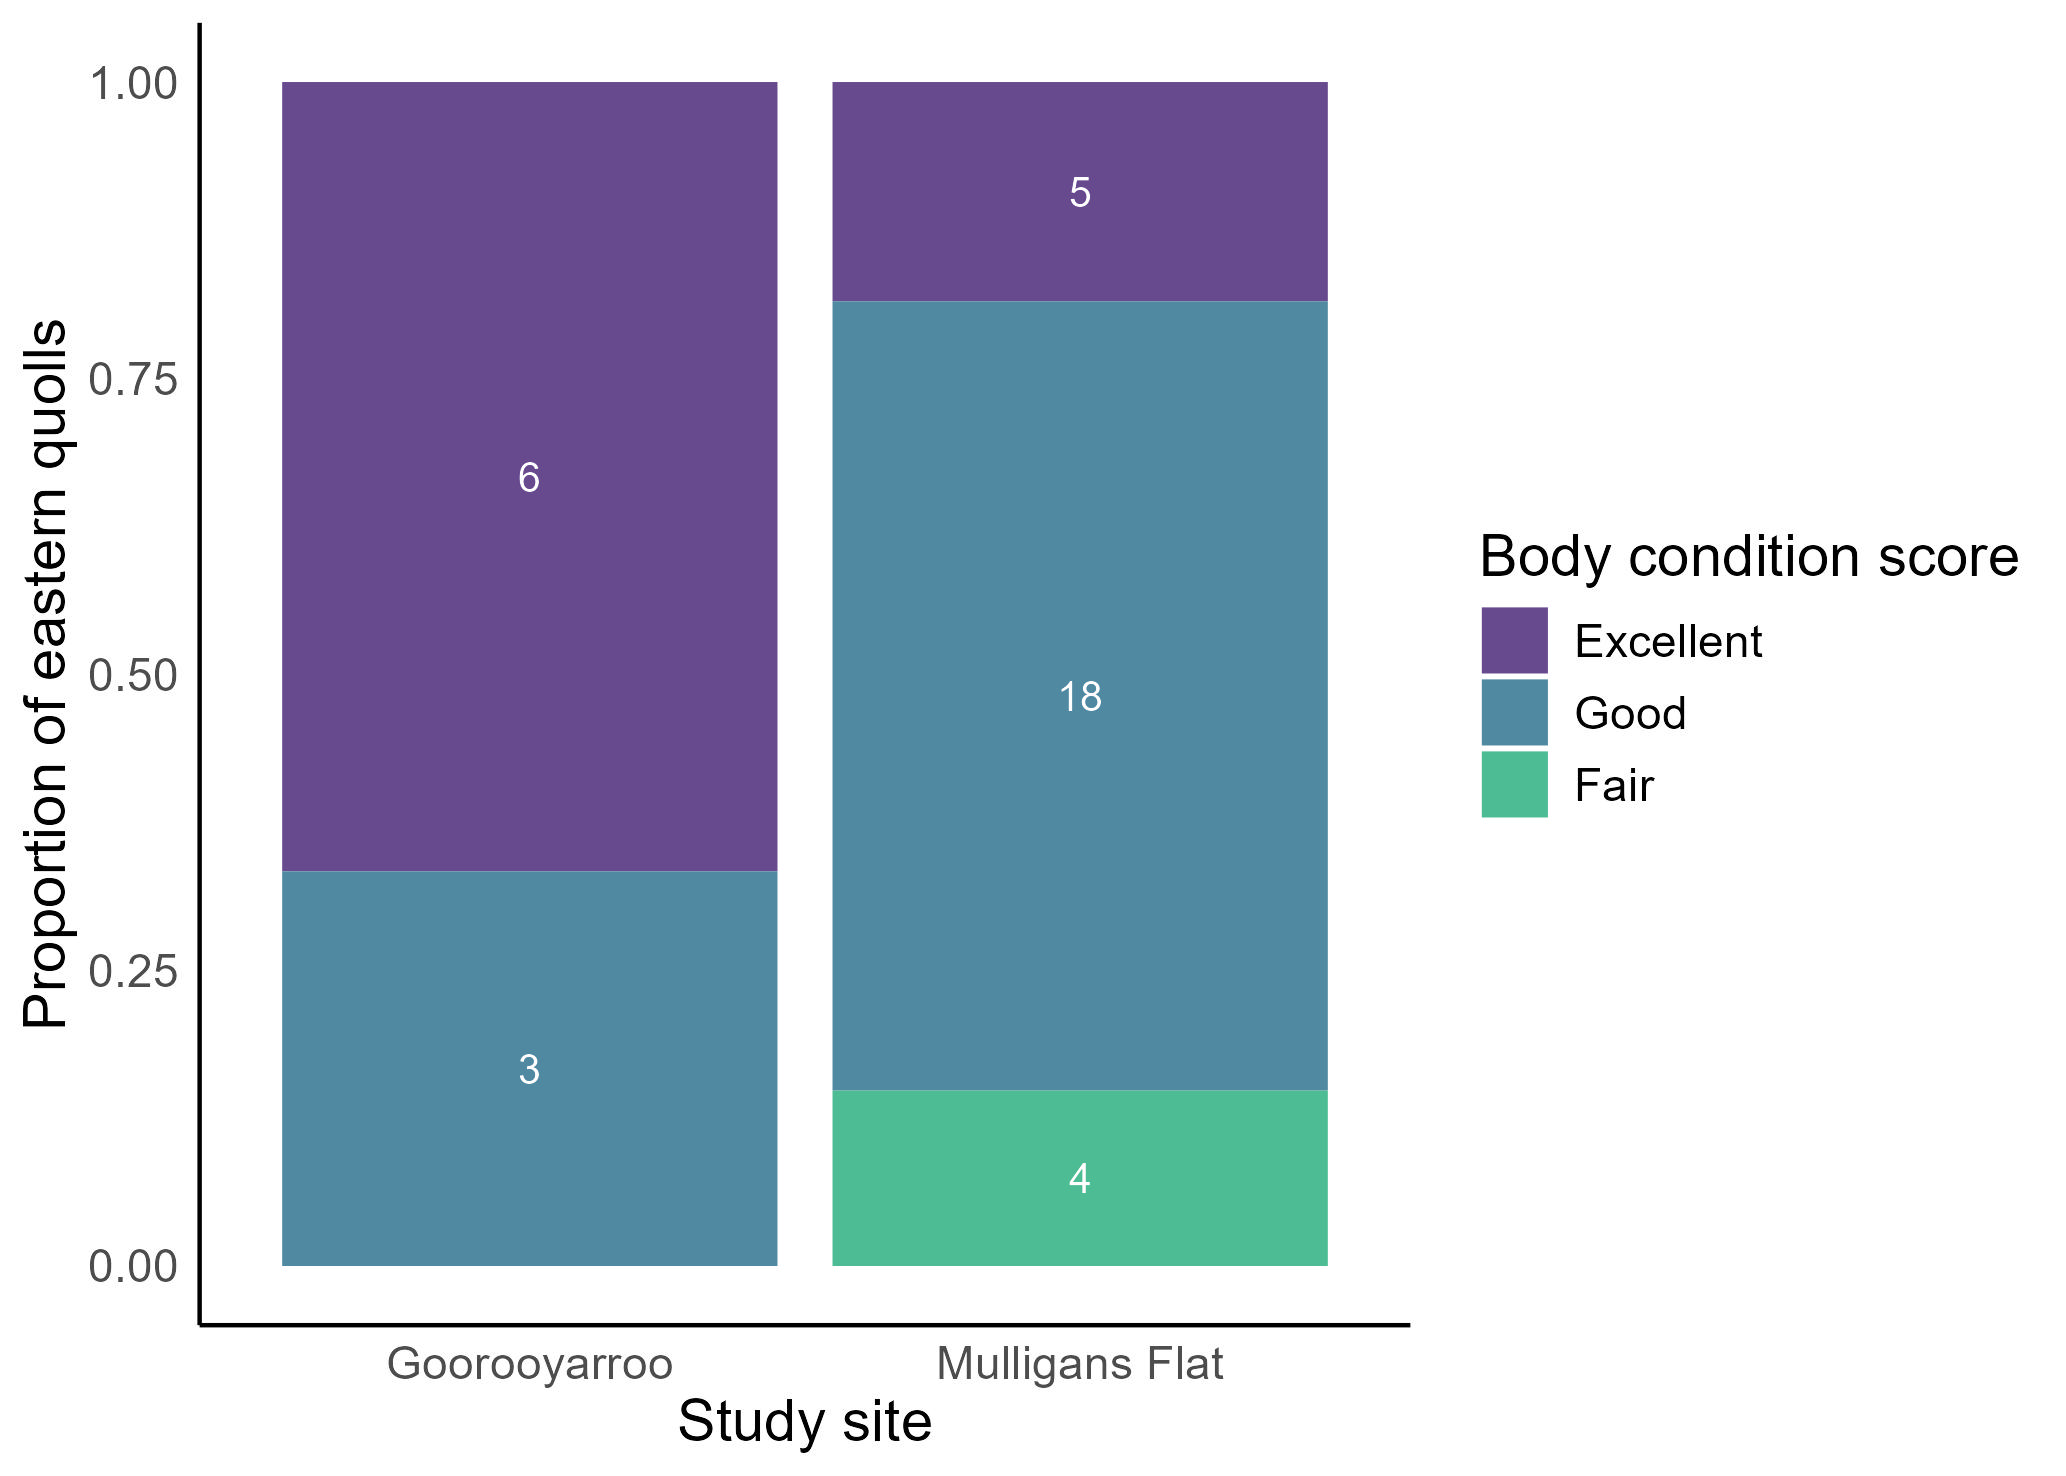 Proportion of eastern quolls
1.00
0.75
0.50
0.25
0.00
6
3
5
18
4
Goorooyarroo
Mulligans Flat
Study site
Body condition score
Excellent
Good
Fair